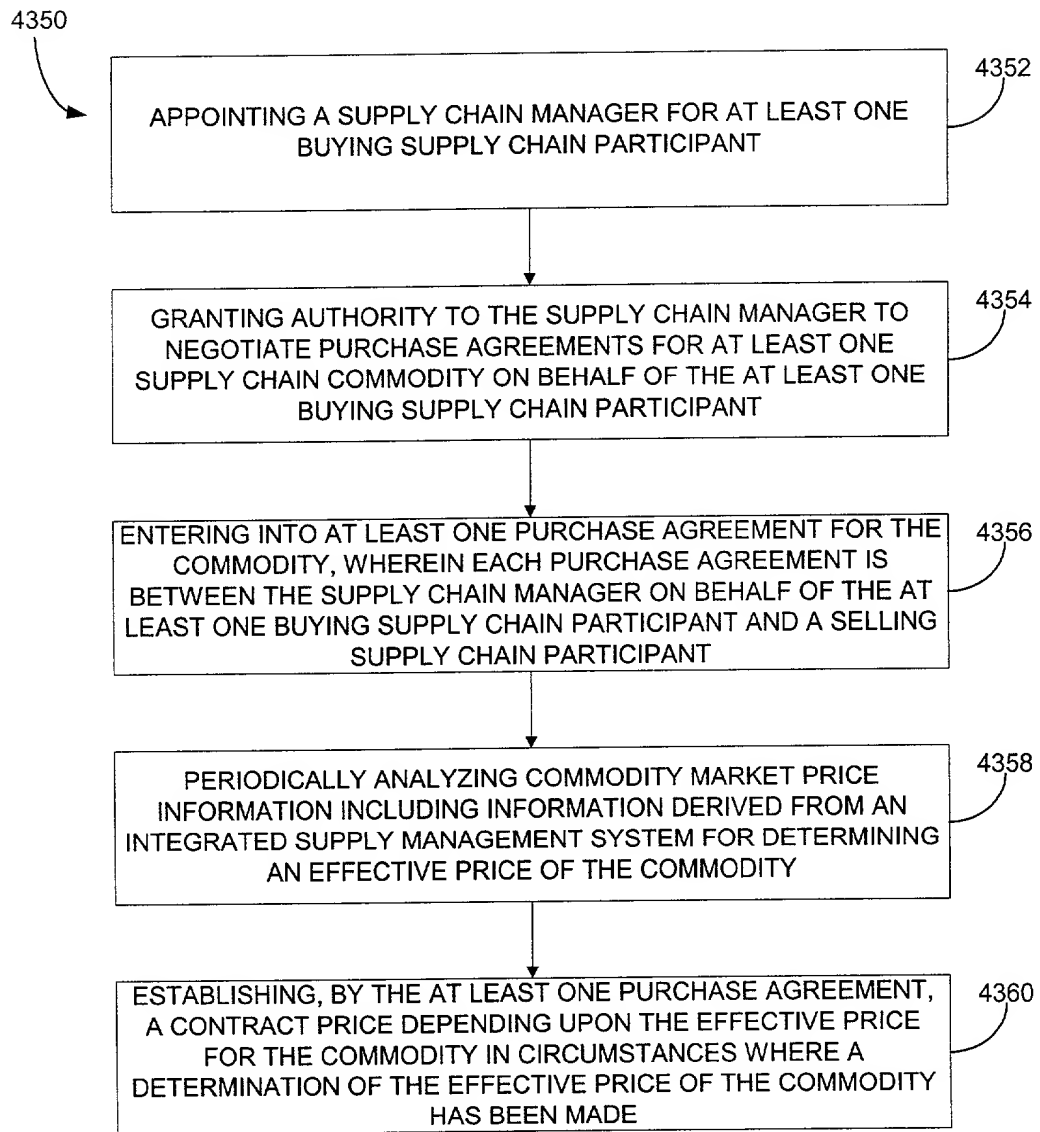 4350
4352
APPOINTING A SUPPLY CHAIN MANAGER FOR AT LEAST ONE
BUYING SUPPLY CHAIN PARTICIPANT
4354
GRANTING AUTHORITY TO THE SUPPLY CHAIN MANAGER TO
NEGOTIATE PURCHASE AGREEMENTS FOR AT LEAST ONE
SUPPLY CHAIN COMMODITY ON BEHALF OF THE AT LEAST ONE
BUYING SUPPLY CHAIN PARTICIPANT
4356
ENTERING INTO AT LEAST ONE PURCHASE AGREEMENT FOR THE
COMMODITY, WHEREIN EACH PURCHASE AGREEMENT IS
BETWEEN THE SUPPLY CHAIN MANAGER ON BEHALF OF THE AT
LEAST ONE BUYING SUPPLY CHAIN PARTICIPANT AND A SELLING
SUPPLY CHAIN PARTICIPANT
4358
PERIODICALLY ANALYZING COMMODITY MARKET PRICE
INFORMATION INCLUDING INFORMATION DERIVED FROM AN
INTEGRATED SUPPLY MANAGEMENT SYSTEM FOR DETERMINING
AN EFFECTIVE PRICE OF THE COMMODITY
4360
ESTABLISHING, BY THE AT LEAST ONE PURCHASE AGREEMENT,
A CONTRACT PRICE DEPENDING UPON THE EFFECTIVE PRICE
FOR THE COMMODITY IN CIRCUMSTANCES WHERE A
DETERMINATION OF THE EFFECTIVE PRICE OF THE COMMODITY
HAS BEEN MADE